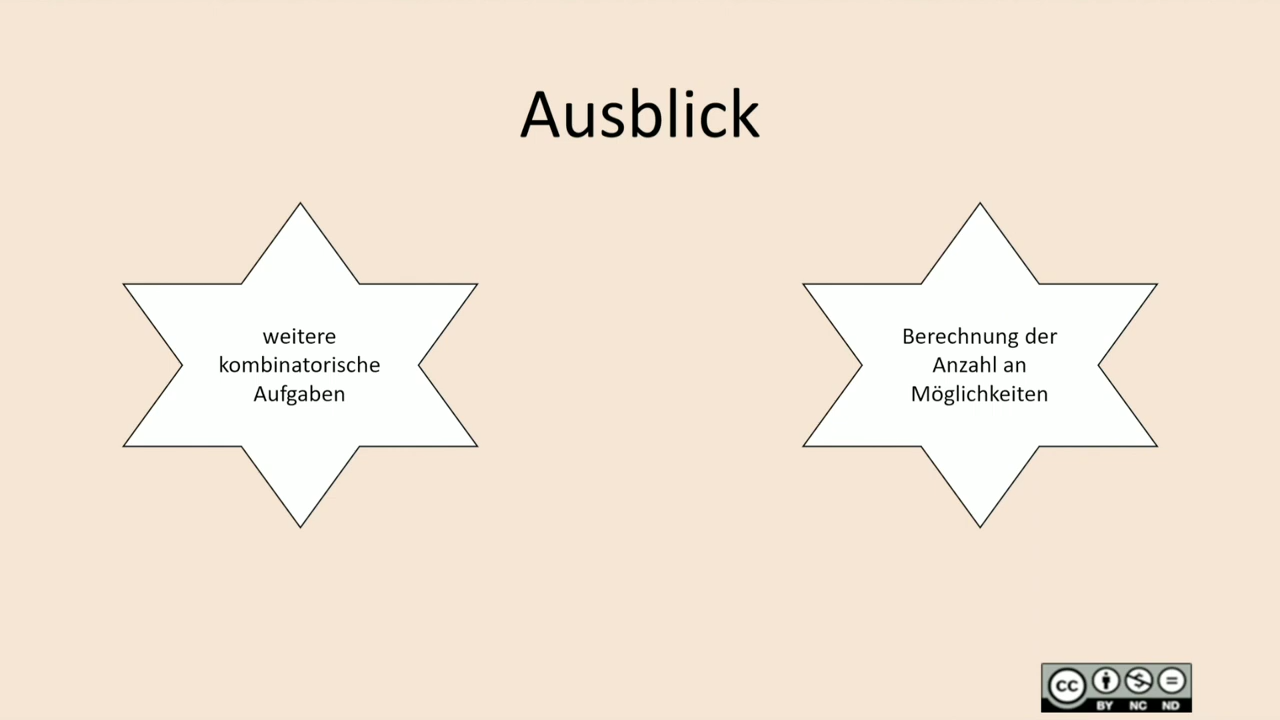 Ausblick
weitere
kombinatorische
Aufgaben
Berechnung der
Anzahl an
Möglichkeiten
CC
BY NC ND